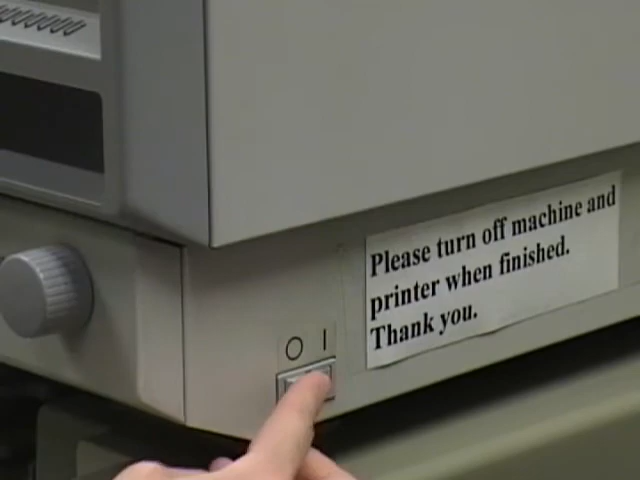 Please turn off machine and
printer when finished.
Thank you.
O |